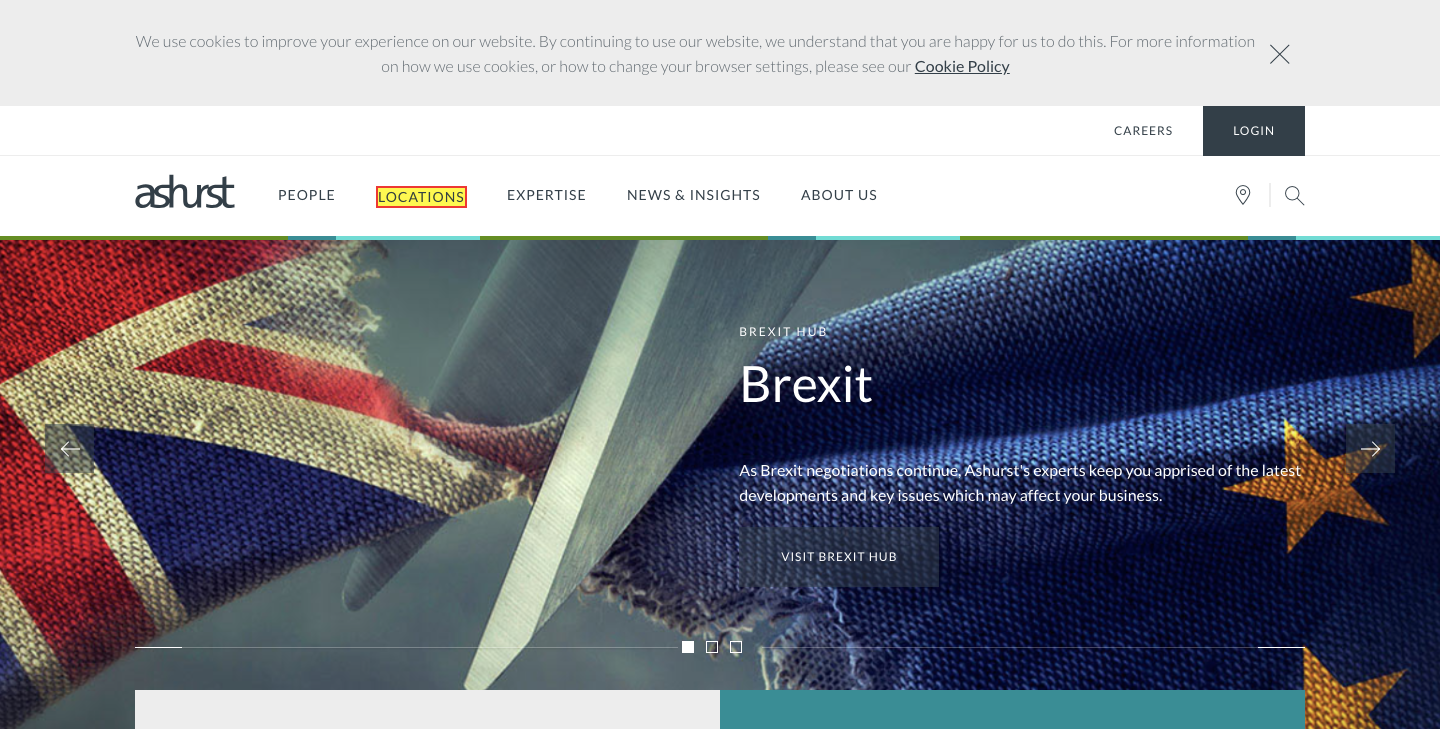 We use cookies to improve your experience on our website. By continuing to use our website, we understand that you are happy for us to do this. For more information
on how we use cookies, or how to change your browser settings, please see our Cookie Policy
CAREERS
LOGIN
ashurst
PEOPLE
LOCATIONS
EXPERTISE
NEWS & INSIGHTS
ABOUT US
BREXIT HUB
Brexit
As Brexit negotiations continue, Ashurst's experts keep you apprised of the latest
developments and key issues which may affect your business.
VISIT BREXIT HUB